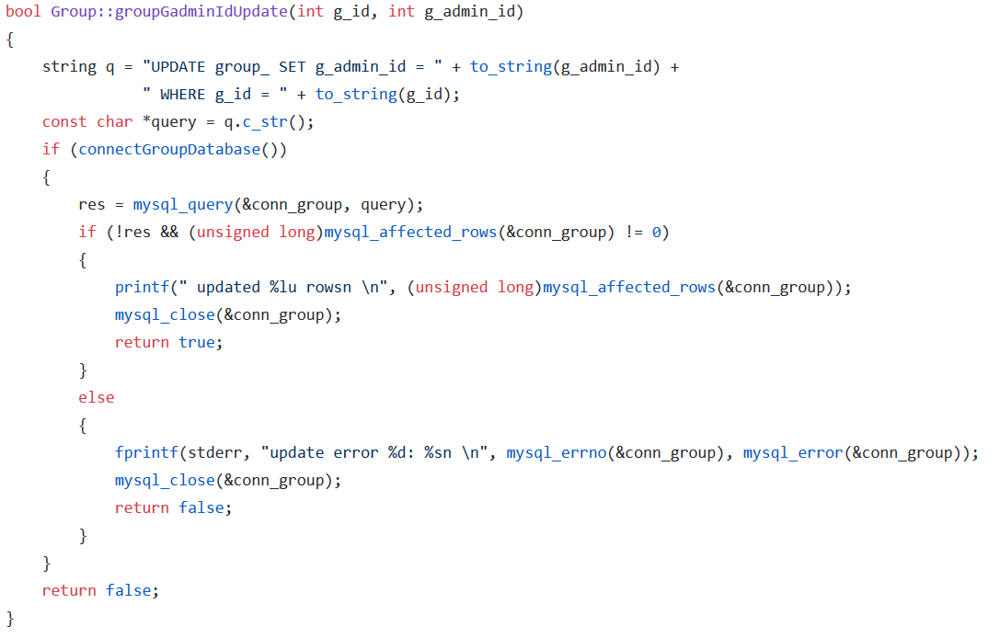 bool Group::groupGadminIdUpdate(int g_id, int g_admin_id)
{
    string q = "UPDATE group_ SET g_admin_id = " + to_string(g_admin_id) +
               " WHERE g_id = " + to_string(g_id);
    const char *query = q.c_str();
    if (connectGroupDatabase())
    {
        res = mysql_query(&conn_group, query);
        if (!res && (unsigned long)mysql_affected_rows(&conn_group) != 0)
        {
            printf(" updated %lu rowsn \n", (unsigned long)mysql_affected_rows(&conn_group));
            mysql_close(&conn_group);
            return true;
        }
        else
        {
            fprintf(stderr, "update error %d: %sn \n", mysql_errno(&conn_group), mysql_error(&conn_group));
            mysql_close(&conn_group);
            return false;
        }
    }
    return false;
}